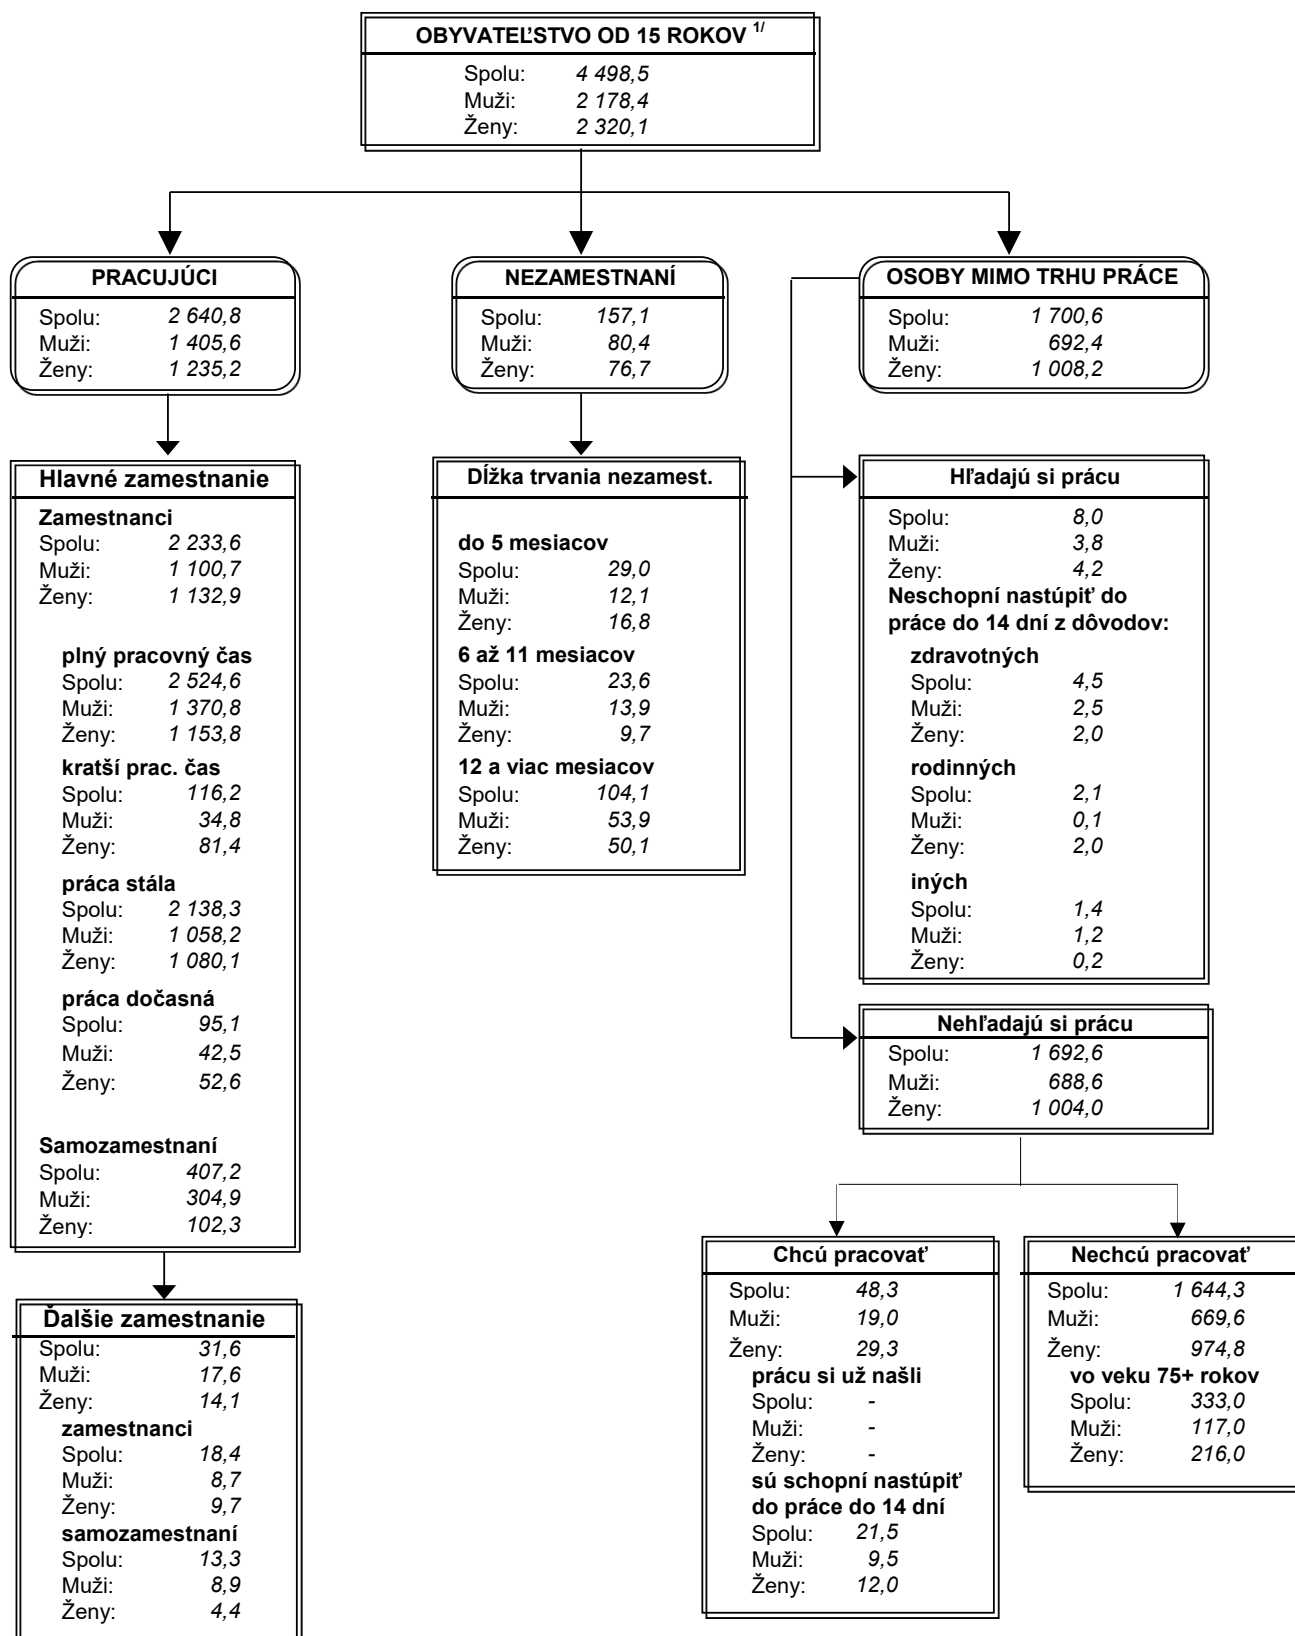 OBYVATEĽSTVO OD 15 ROKOV 1/
Spolu: 4 498,5
Muži: 2 178,4
Ženy: 2 320,1
PRACUJÚCI
Spolu: 2 640,8
Muži: 1 405,6
Ženy: 1 235,2
NEZAMESTNANÍ
Spolu: 157,1
Muži: 80,4
Ženy: 76,7
OSOBY MIMO TRHU PRÁCE
Spolu: 1 700,6
Muži: 692,4
Ženy: 1 008,2
Hlavné zamestnanie
Zamestnanci
Spolu: 2 233,6
Muži: 1 100,7
Ženy: 1 132,9
plný pracovný čas
Spolu: 2 524,6
Muži: 1 370,8
Ženy: 1 153,8
kratší prac. čas
Spolu: 116,2
Muži: 34,8
Ženy: 81,4
práca stála
Spolu: 2 138,3
Muži: 1 058,2
Ženy: 1 080,1
práca dočasná
Spolu: 95,1
Muži: 42,5
Ženy: 52,6
Samozamestnaní
Spolu: 407,2
Muži: 304,9
Ženy: 102,3
Ďalšie zamestnanie
Spolu: 31,6
Muži: 17,6
Ženy: 14,1
zamestnanci
Spolu: 18,4
Muži: 8,7
Ženy: 9,7
samozamestnaní
Spolu: 13,3
Muži: 8,9
Ženy: 4,4
Dĺžka trvania nezamest.
do 5 mesiacov
Spolu: 29,0
Muži: 12,1
Ženy: 16,8
6 až 11 mesiacov
Spolu: 23,6
Muži: 13,9
Ženy: 9,7
12 a viac mesiacov
Spolu: 104,1
Muži: 53,9
Ženy: 50,1
Hľadajú si prácu
Spolu: 8,0
Muži: 3,8
Ženy: 4,2
Neschopní nastúpiť do
práce do 14 dní z dôvodov:
zdravotných
Spolu: 4,5
Muži: 2,5
Ženy: 2,0
rodinných
Spolu: 2,1
Muži: 0,1
Ženy: 2,0
iných
Spolu: 1,4
Muži: 1,2
Ženy: 0,2
Nehľadajú si prácu
Spolu: 1 692,6
Muži: 688,6
Ženy: 1 004,0
Chcú pracovať
Spolu: 48,3
Muži: 19,0
Ženy: 29,3
prácu si už našli
Spolu: -
Muži: -
Ženy: -
sú schopní nastúpiť
do práce do 14 dní
Spolu: 21,5
Muži: 9,5
Ženy: 12,0
Nechcú pracovať
Spolu: 1 644,3
Muži: 669,6
Ženy: 974,8
vo veku 75+ rokov
Spolu: 333,0
Muži: 117,0
Ženy: 216,0